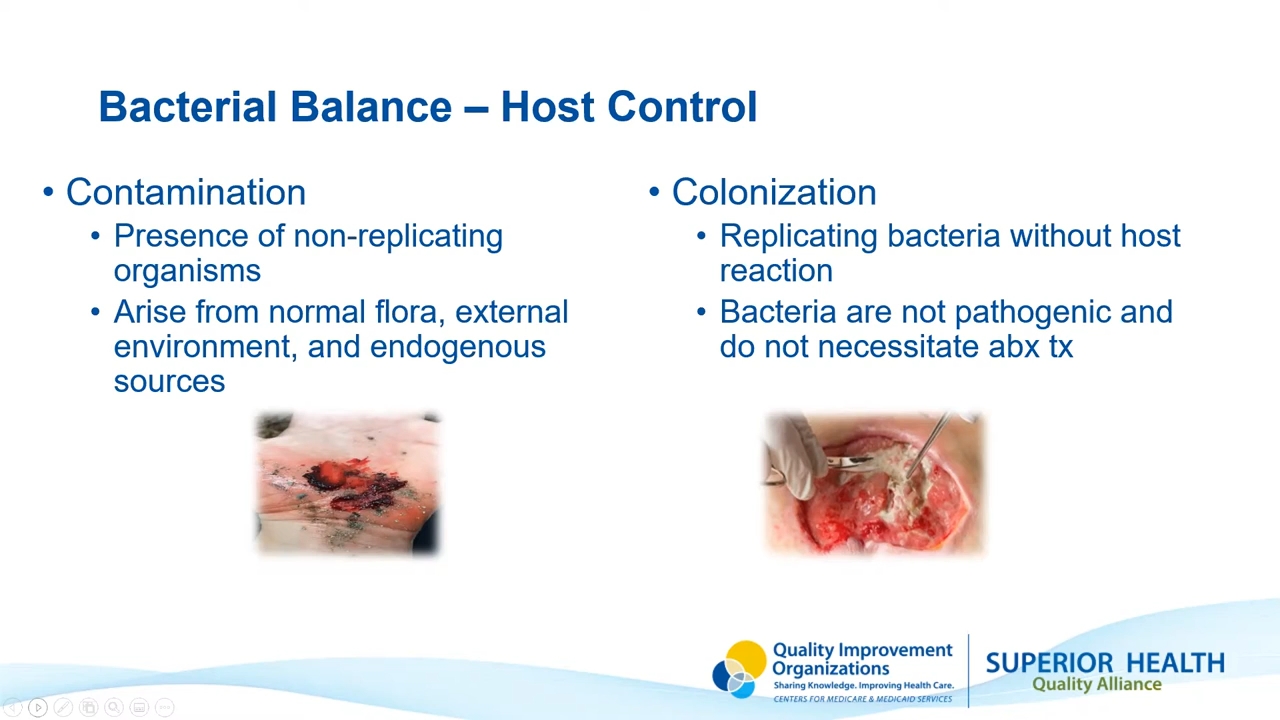 Bacterial Balance – Host Control
• Contamination
• Presence of non-replicating
organisms
• Arise from normal flora, external
environment, and endogenous
sources
• Colonization
• Replicating bacteria without host
reaction
• Bacteria are not pathogenic and
do not necessitate abx tx
Quality Improvement
Organizations
Sharing Knowledge. Improving Health Care.
CENTERS FOR MEDICARE & MEDICAID SERVICES
SUPERIOR HEALTH
Quality Alliance